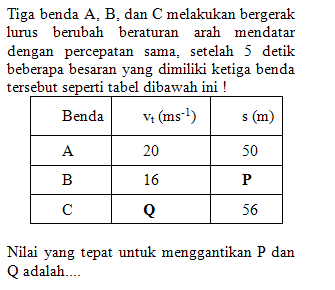 Tiga benda A, B, dan C melakukan bergerak
lurus berubah beraturan arah mendatar
dengan percepatan sama, setelah 5 detik
beberapa besaran yang dimiliki ketiga benda
tersebut seperti tabel dibawah ini !
Benda vₜ (ms⁻¹) s (m)
A 20 50
B 16 P
C Q 56
Nilai yang tepat untuk menggantikan P dan
Q adalah....